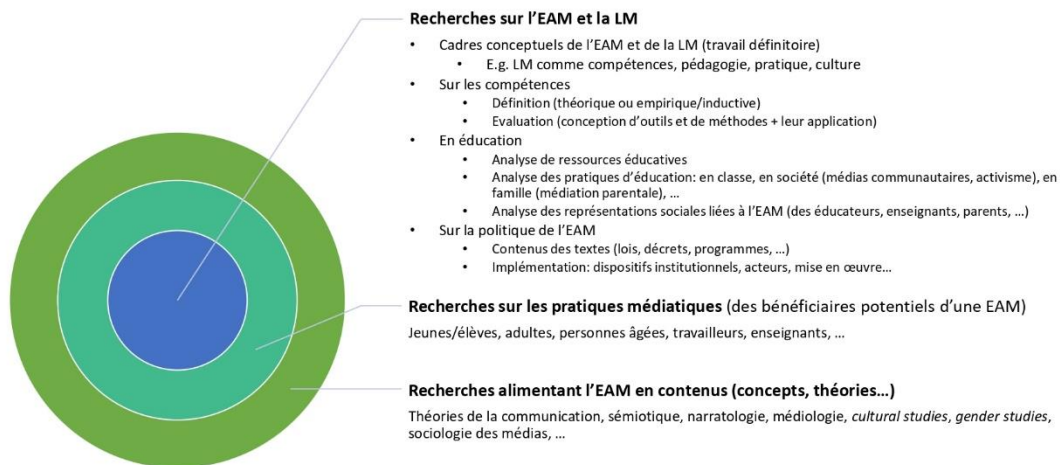 Recherches sur l'EAM et la LM
• Cadres conceptuels de l'EAM et de la LM (travail définitoire)
• E.g. LM comme compétences, pédagogie, pratique, culture
• Sur les compétences
• Définition (théorique ou empirique/inductive)
• Evaluation (conception d'outils et de méthodes + leur application)
• En éducation
• Analyse de ressources éducatives
• Analyse des pratiques d'éducation: en classe, en société (médias communautaires, activisme), en
famille (médiation parentale), …
• Analyse des représentations sociales liées à l'EAM (des éducateurs, enseignants, parents, …)
• Sur la politique de l'EAM
• Contenus des textes (lois, décrets, programmes, …)
• Implémentation: dispositifs institutionnels, acteurs, mise en œuvre…
Recherches sur les pratiques médiatiques (des bénéficiaires potentiels d'une EAM)
Jeunes/élèves, adultes, personnes âgées, travailleurs, enseignants, …
Recherches alimentant l'EAM en contenus (concepts, théories…)
Théories de la communication, sémiotique, narratologie, médiologie, cultural studies, gender studies,
sociologie des médias, …